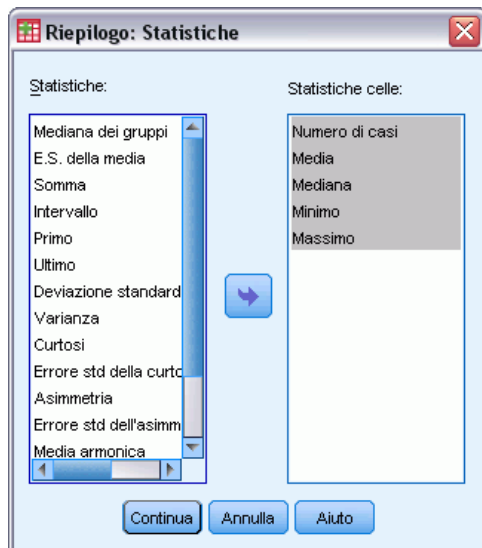 Riepilogo: Statistiche
Statistiche:
Mediana dei gruppi
E.S. della media
Somma
Intervallo
Primo
Ultimo
Deviazione standard
Varianza
Curtosi
Errore std della curto
Asimmetria
Errore std dell'asimm
Media armonica
Statistiche celle:
Numero di casi
Media
Mediana
Minimo
Massimo
Continua Annulla Aiuto